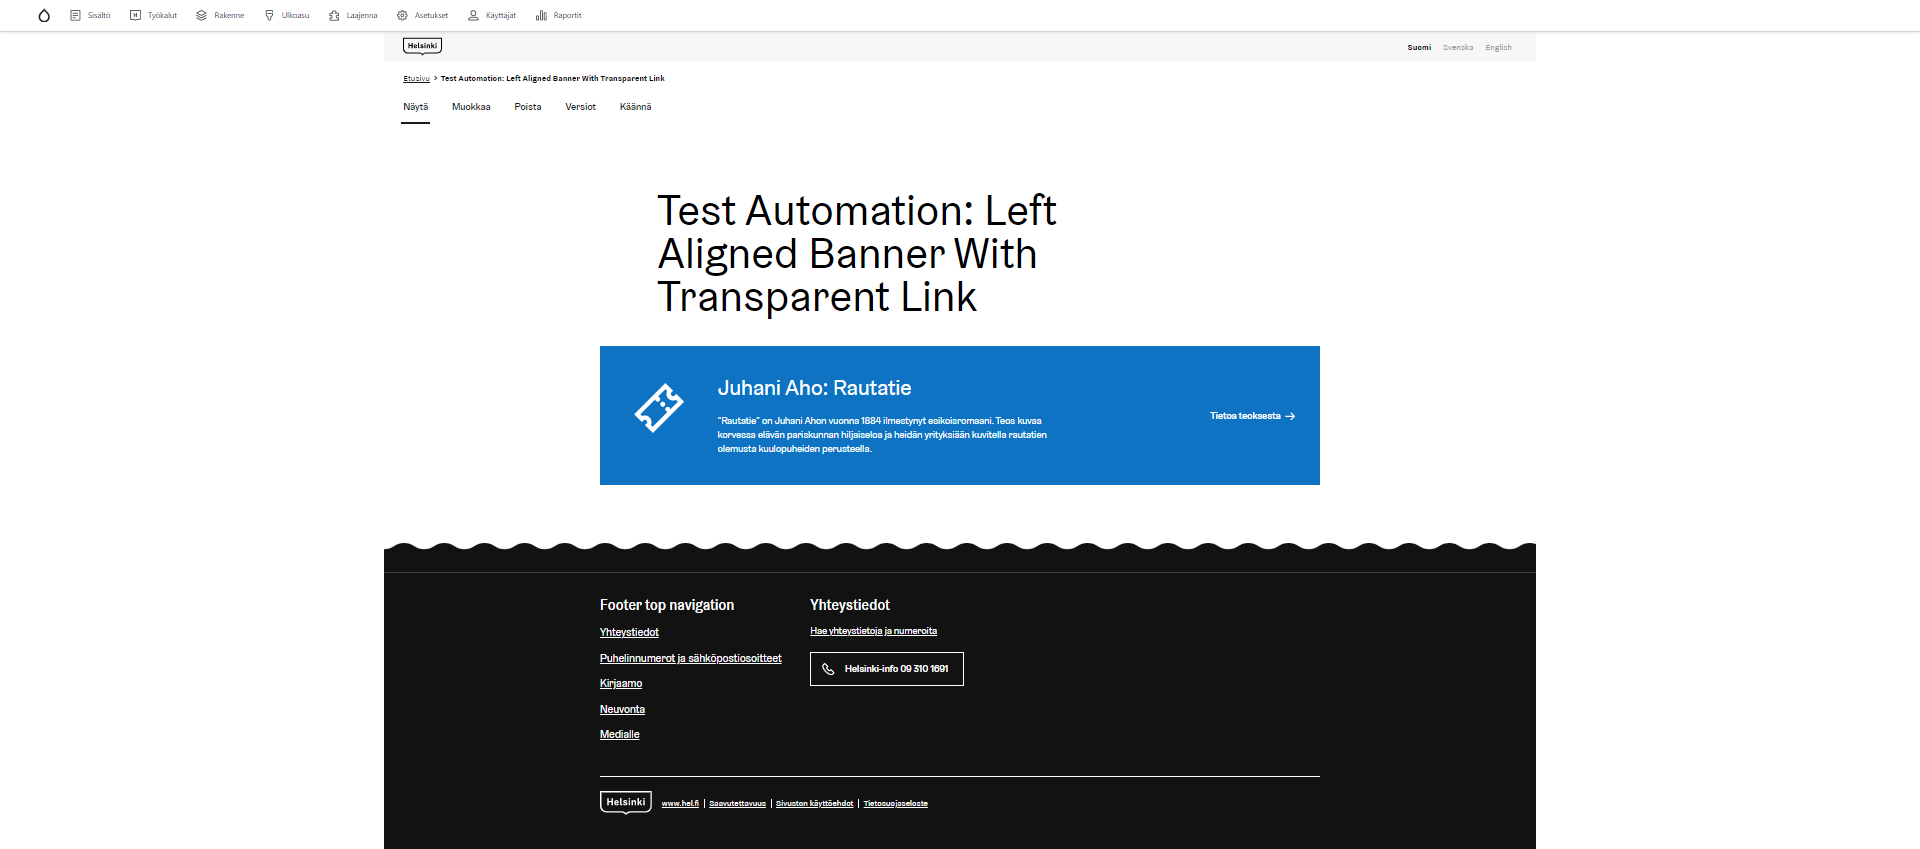 Sisältö Työkalut Rakenne Ulkoasu Laajenna Asetukset Käyttäjät Raportit
Helsinki Suomi Svenska English
Etusivu > Test Automation: Left Aligned Banner With Transparent Link
Näytä Muokkaa Poista Versiot Käännä
Test Automation: Left
Aligned Banner With
Transparent Link
Juhani Aho: Rautatie
"Rautatie" on Juhani Ahon vuonna 1884 ilmestynyt esikoisromaani. Teos kuvaa
korvessa elävän pariskunnan hiljaiseloa ja heidän yrityksiään kuvitella rautatien
olemusta kuulopuheiden perusteella.
Tietoa teoksesta →
Footer top navigation
Yhteystiedot
Puhelinnumerot ja sähköpostiosoitteet
Kirjaamo
Neuvonta
Medialle
Yhteystiedot
Hae yhteystietoja ja numeroita
Helsinki-info 09 310 1691
Helsinki www.hel.fi | Saavutettavuus | Sivuston käyttöehdot | Tietosuojaseloste